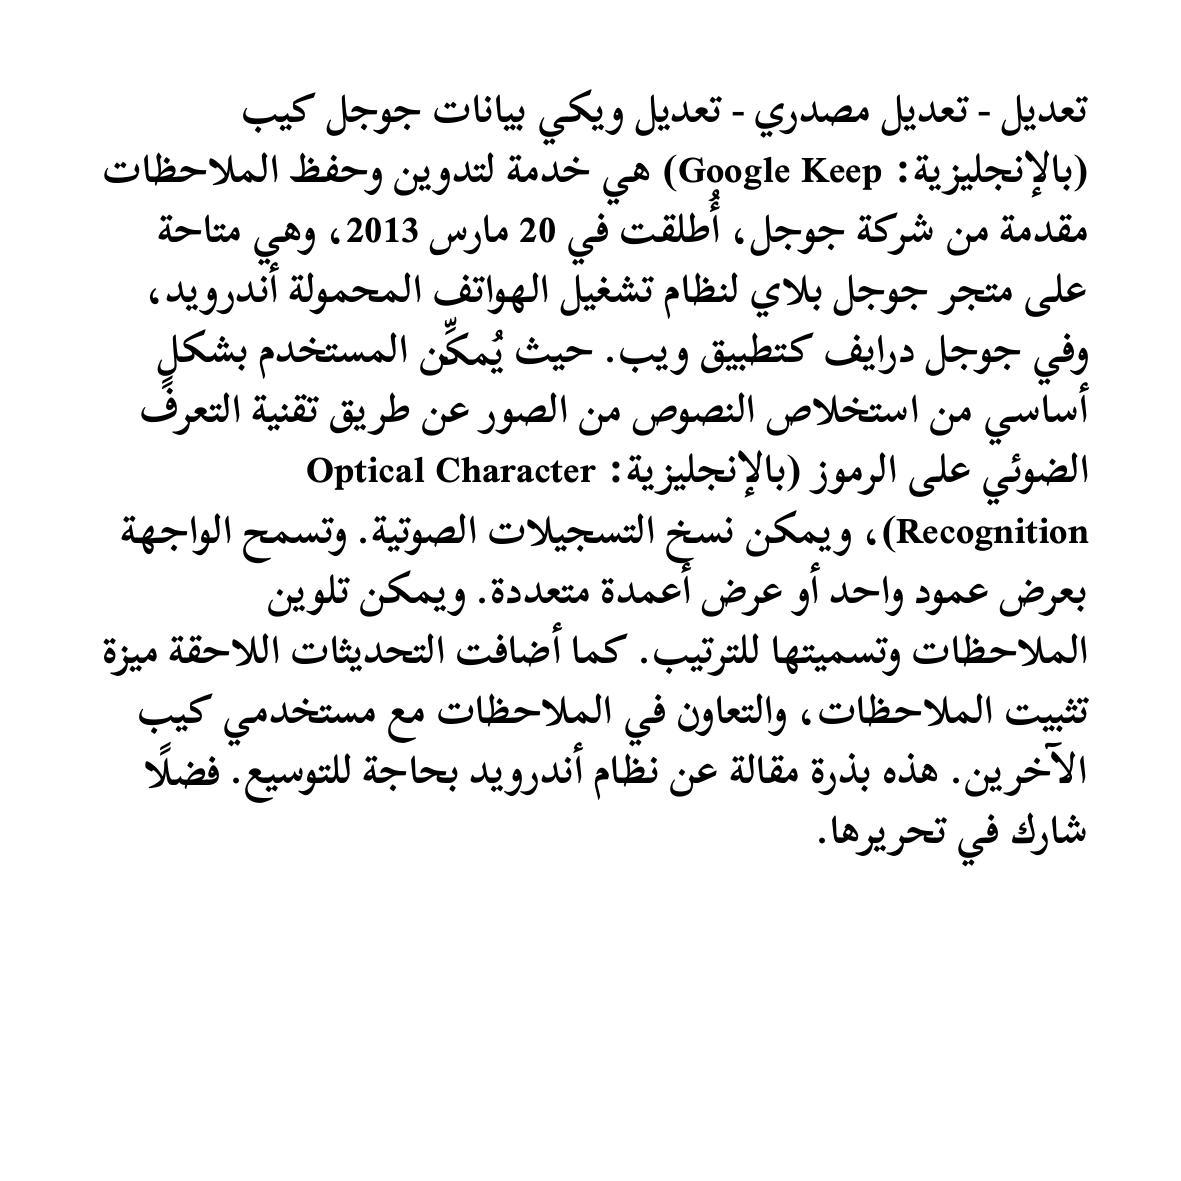 تعديل - تعديل مصدري - تعديل ويكي بيانات جوجل كيب
(بالإنجليزية: Google Keep) هي خدمة لتدوين وحفظ الملاحظات
مقدمة من شركة جوجل، أُطلقت في 20 مارس 2013، وهي متاحة
على متجر جوجل بلاي لنظام تشغيل الهواتف المحمولة أندرويد،
وفي جوجل درايف كتطبيق ويب. حيث يُمكِّن المستخدم بشكلٍ
أساسي من استخلاص النصوص من الصور عن طريق تقنية التعرف
الضوئي على الرموز (بالإنجليزية: Optical Character
Recognition)، ويمكن نسخ التسجيلات الصوتية. وتسمح الواجهة
بعرض عمود واحد أو عرض أعمدة متعددة. ويمكن تلوين
الملاحظات وتسميتها للترتيب. كما أضافت التحديثات اللاحقة ميزة
تثبيت الملاحظات، والتعاون في الملاحظات مع مستخدمي كيب
الآخرين. هذه بذرة مقالة عن نظام أندرويد بحاجة للتوسيع. فضلًا
شارك في تحريرها.